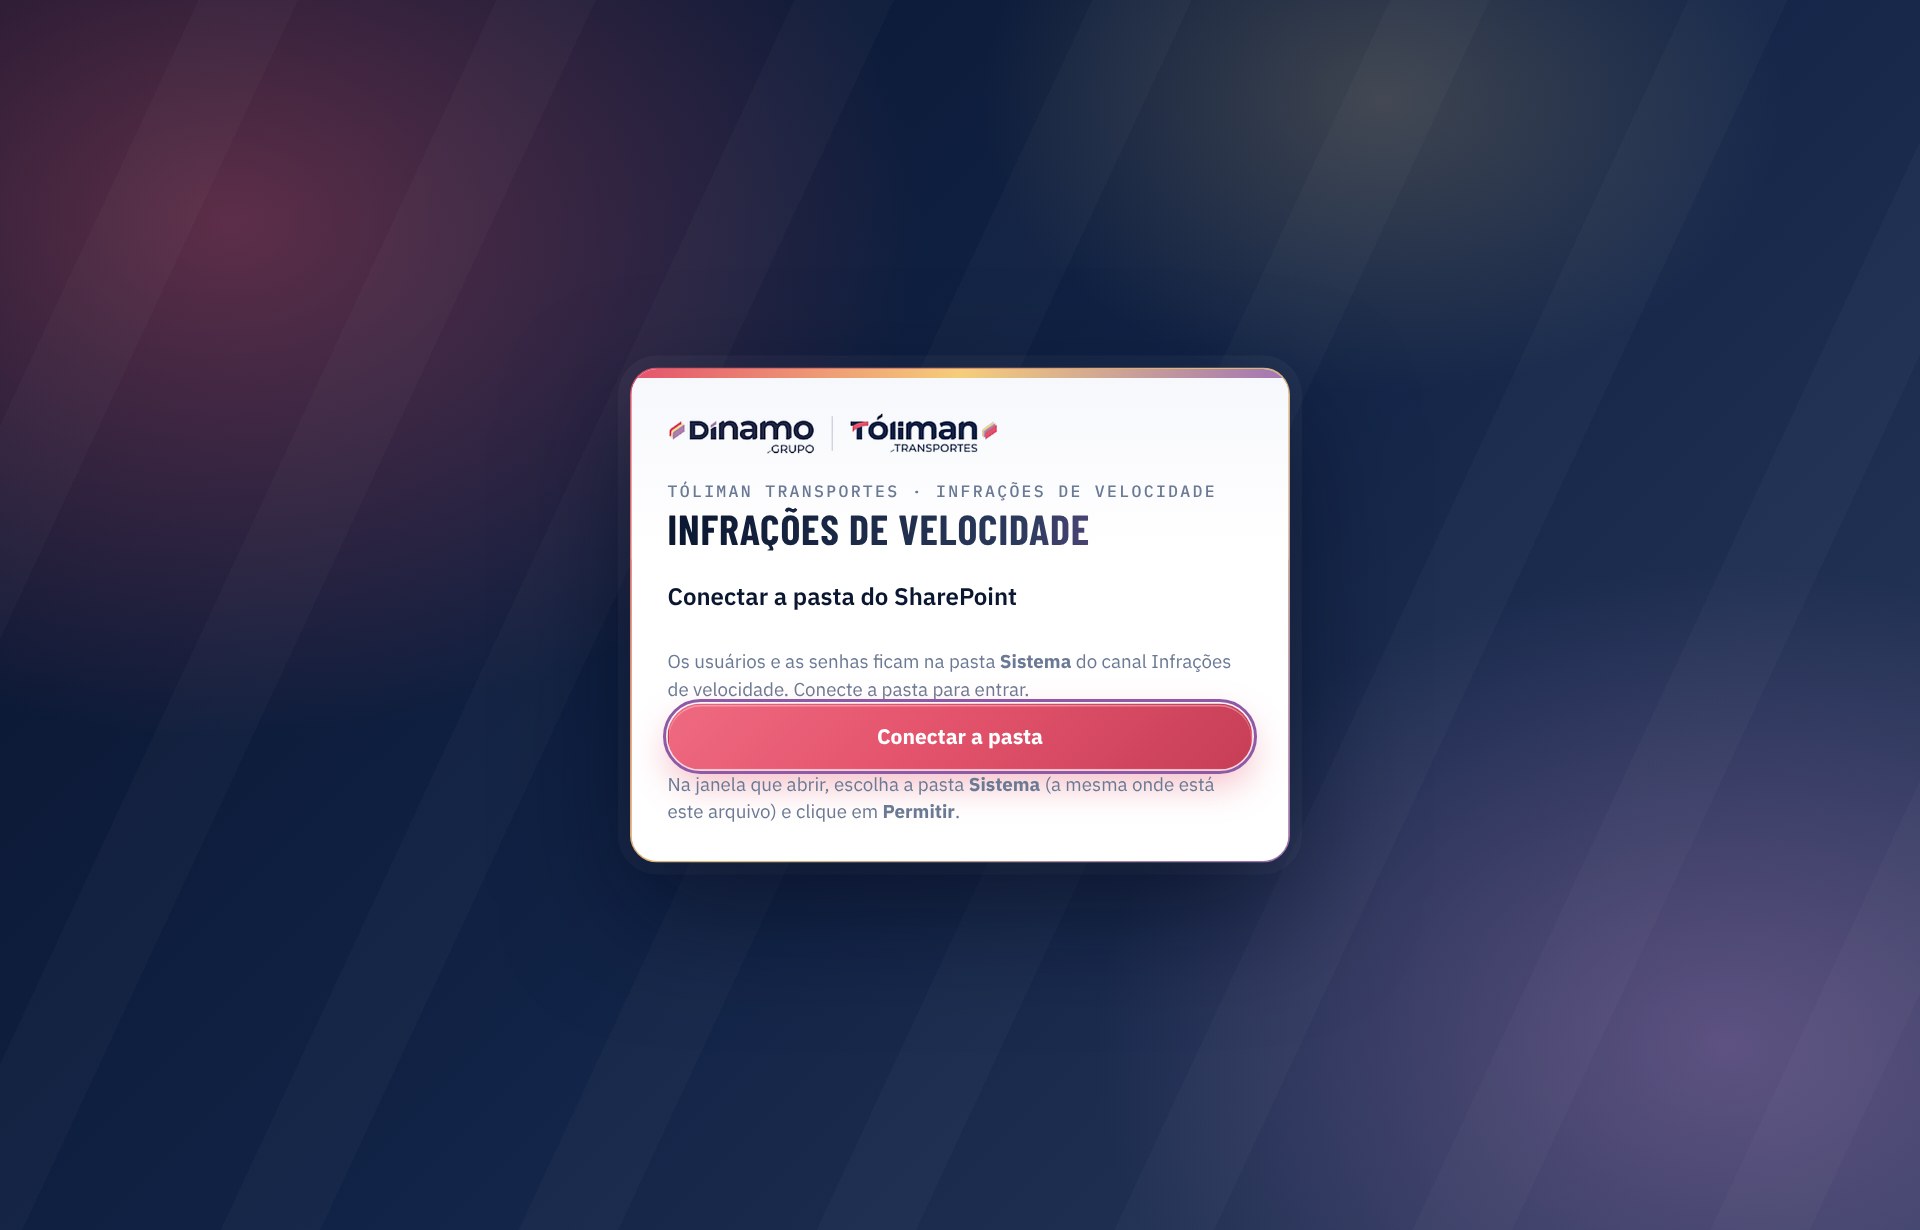 Dínamo
GRUPO
Tóliman
TRANSPORTES
TÓLIMAN TRANSPORTES · INFRAÇÕES DE VELOCIDADE
INFRAÇÕES DE VELOCIDADE
Conectar a pasta do SharePoint
Os usuários e as senhas ficam na pasta Sistema do canal Infrações
de velocidade. Conecte a pasta para entrar.
Conectar a pasta
Na janela que abrir, escolha a pasta Sistema (a mesma onde está
este arquivo) e clique em Permitir.